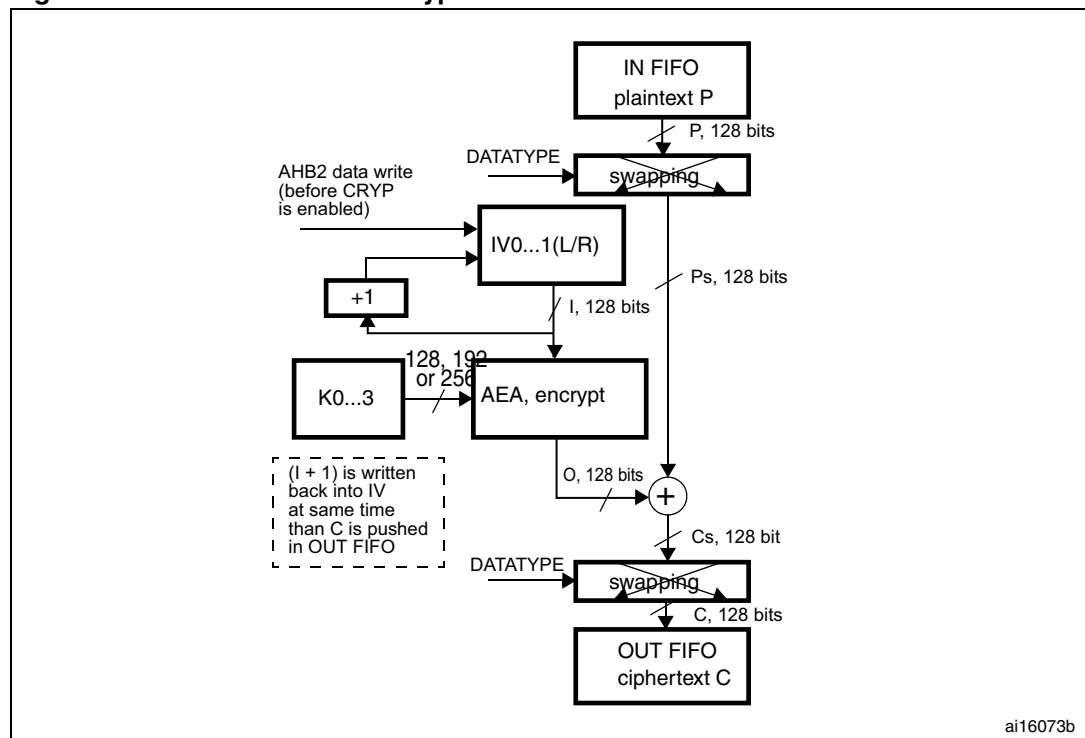 IN FIFO
plaintext P
P, 128 bits
DATATYPE
swapping
AHB2 data write
(before CRYP
is enabled)
IV0...1(L/R)
Ps, 128 bits
+1
I, 128 bits
128, 192
or 256
K0...3
AEA, encrypt
(I + 1) is written
back into IV
at same time
than C is pushed
in OUT FIFO
O, 128 bits
+
Cs, 128 bit
DATATYPE
swapping
C, 128 bits
OUT FIFO
ciphertext C
ai16073b